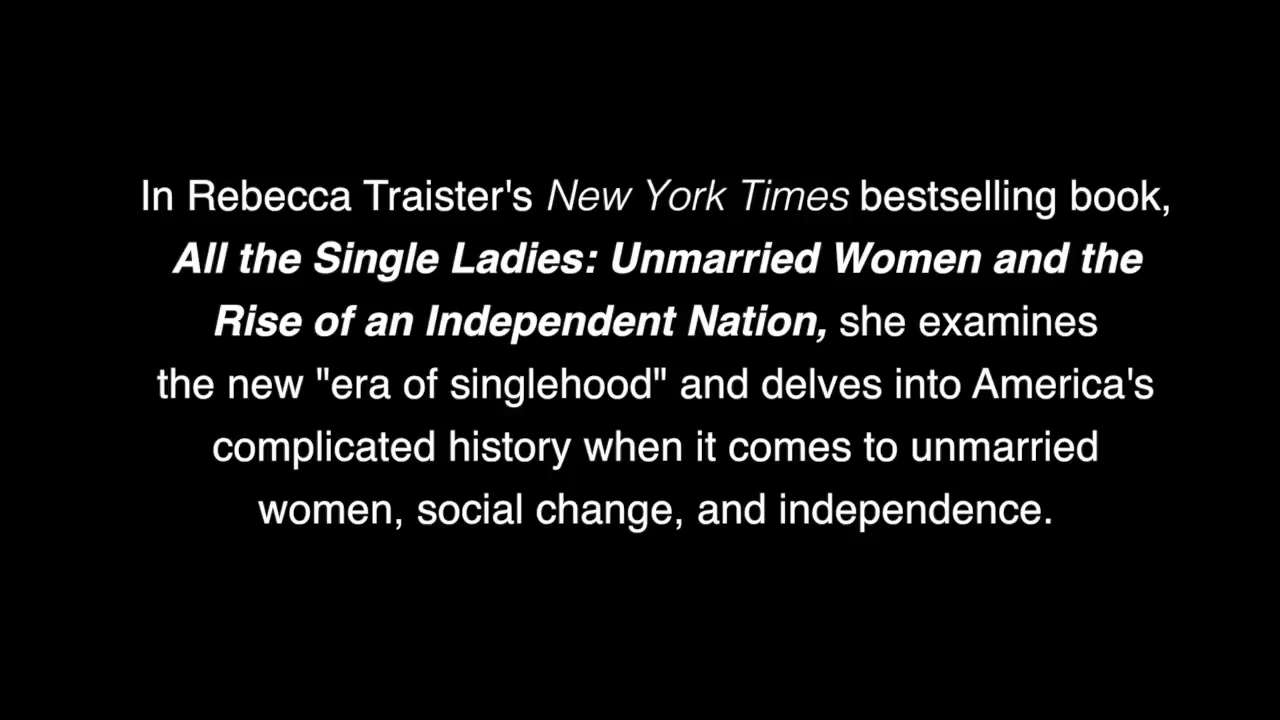 In Rebecca Traister's New York Times bestselling book,
All the Single Ladies: Unmarried Women and the
Rise of an Independent Nation, she examines
the new "era of singlehood" and delves into America's
complicated history when it comes to unmarried
women, social change, and independence.